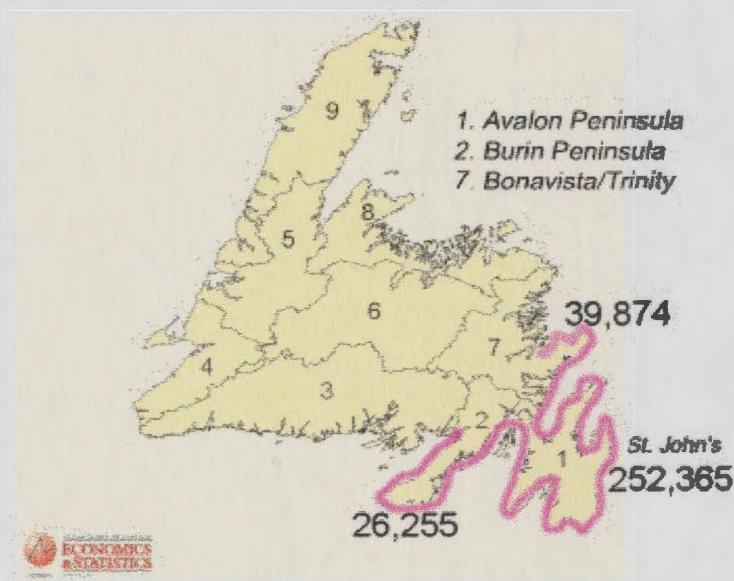 9
1. Avalon Peninsula
2. Burin Peninsula
7. Bonavista/Trinity
8
5
6
39,874
7
4
3
2
St. John's
1
252,365
26,255
ECONOMICS
& STATISTICS